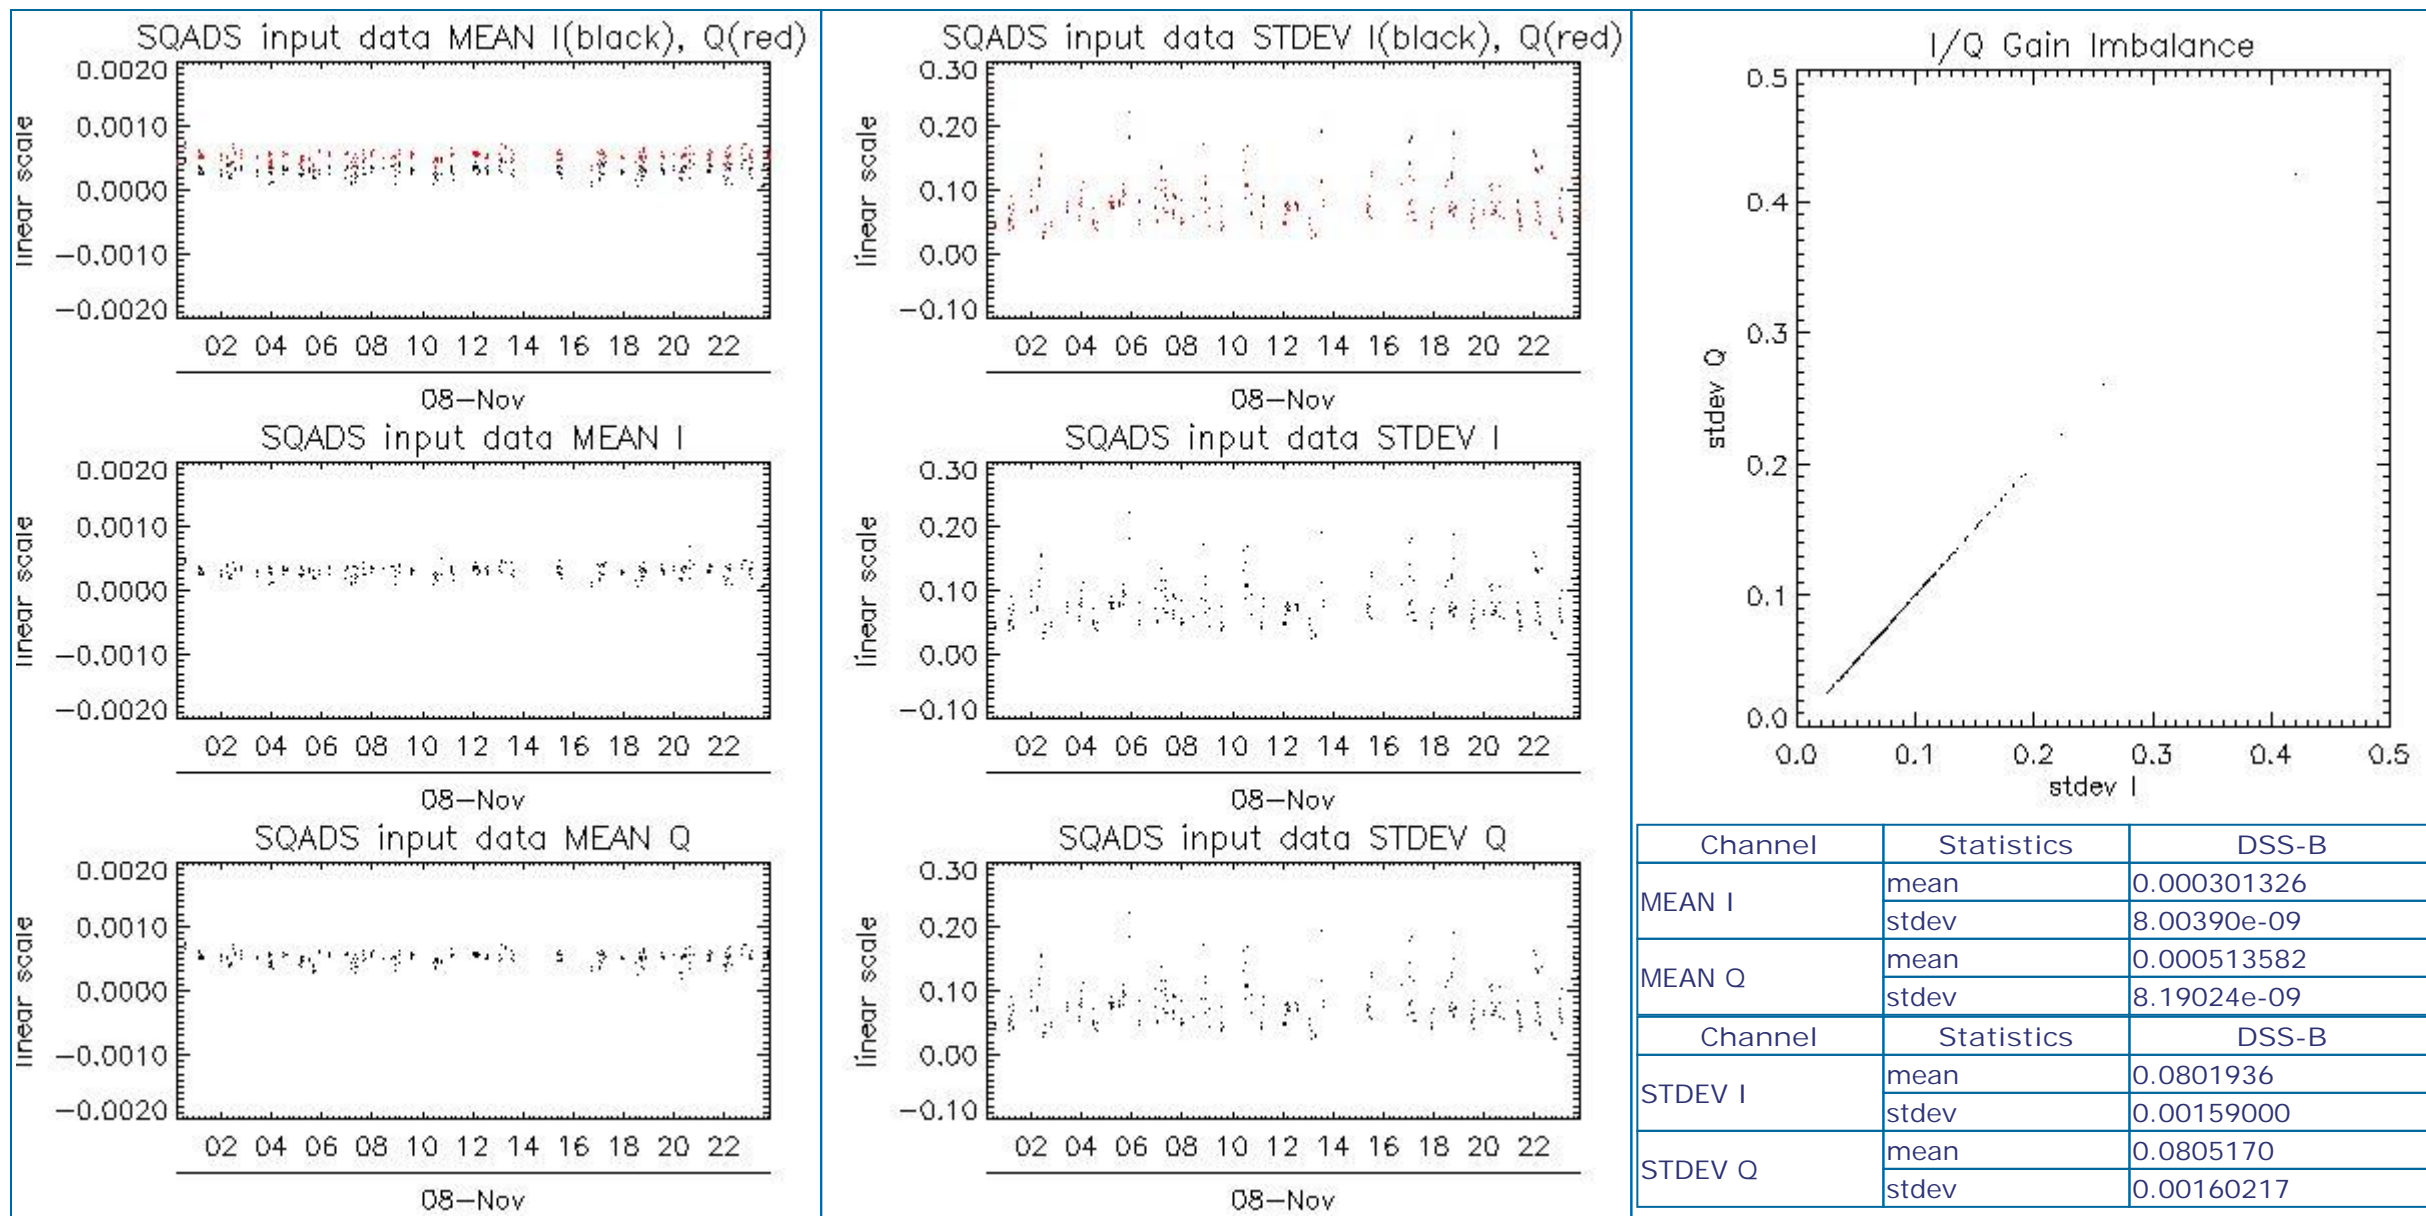 SQADS input data MEAN I(black), Q(red)
0.0020
0.0010
0.0000
-0.0010
-0.0020
linear scale
02 04 06 08 10 12 14 16 18 20 22
08-Nov
SQADS input data MEAN I
0.0020
0.0010
0.0000
-0.0010
-0.0020
linear scale
02 04 06 08 10 12 14 16 18 20 22
08-Nov
SQADS input data MEAN Q
0.0020
0.0010
0.0000
-0.0010
-0.0020
linear scale
02 04 06 08 10 12 14 16 18 20 22
08-Nov
SQADS input data STDEV I(black), Q(red)
0.30
0.20
0.10
0.00
-0.10
linear scale
02 04 06 08 10 12 14 16 18 20 22
08-Nov
SQADS input data STDEV I
0.30
0.20
0.10
0.00
-0.10
linear scale
02 04 06 08 10 12 14 16 18 20 22
08-Nov
SQADS input data STDEV Q
0.30
0.20
0.10
0.00
-0.10
linear scale
02 04 06 08 10 12 14 16 18 20 22
08-Nov
I/Q Gain Imbalance
0.5
0.4
0.3
0.2
0.1
0.0
stdev Q
0.0 0.1 0.2 0.3 0.4 0.5
stdev I
Channel Statistics DSS-B
MEAN I mean 0.000301326
stdev 8.00390e-09
MEAN Q mean 0.000513582
stdev 8.19024e-09
Channel Statistics DSS-B
STDEV I mean 0.0801936
stdev 0.00159000
STDEV Q mean 0.0805170
stdev 0.00160217